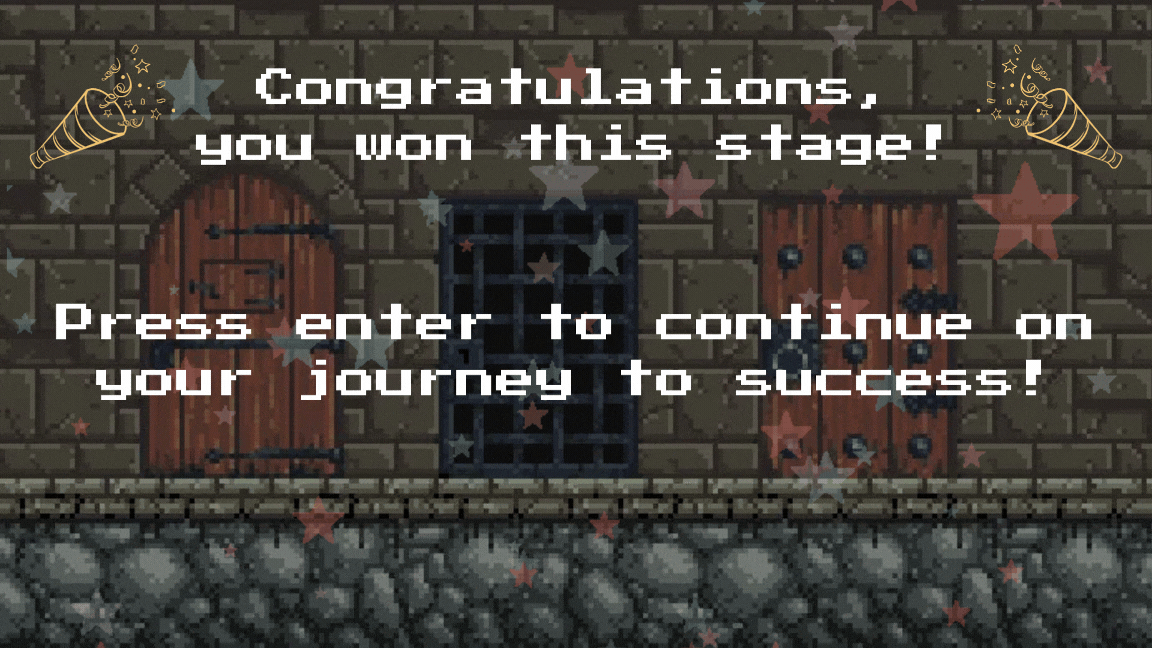 Congratulations,
you won this stage!
Press enter to continue on
your journey to success!